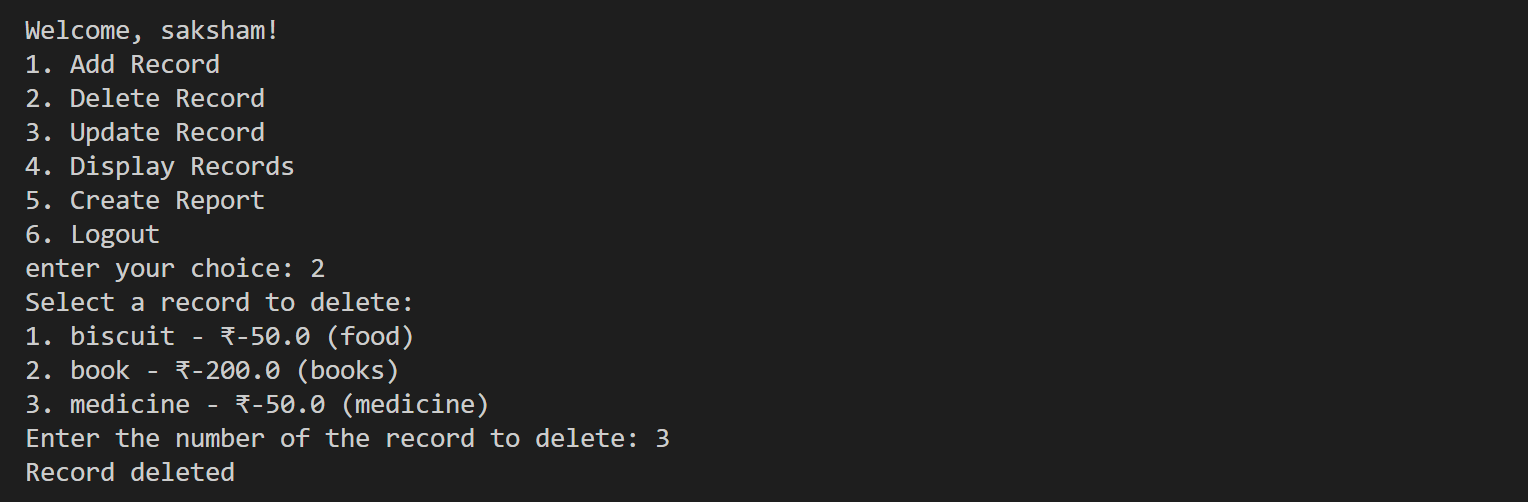 Welcome, saksham!
1. Add Record
2. Delete Record
3. Update Record
4. Display Records
5. Create Report
6. Logout
enter your choice: 2
Select a record to delete:
1. biscuit - ₹-50.0 (food)
2. book - ₹-200.0 (books)
3. medicine - ₹-50.0 (medicine)
Enter the number of the record to delete: 3
Record deleted